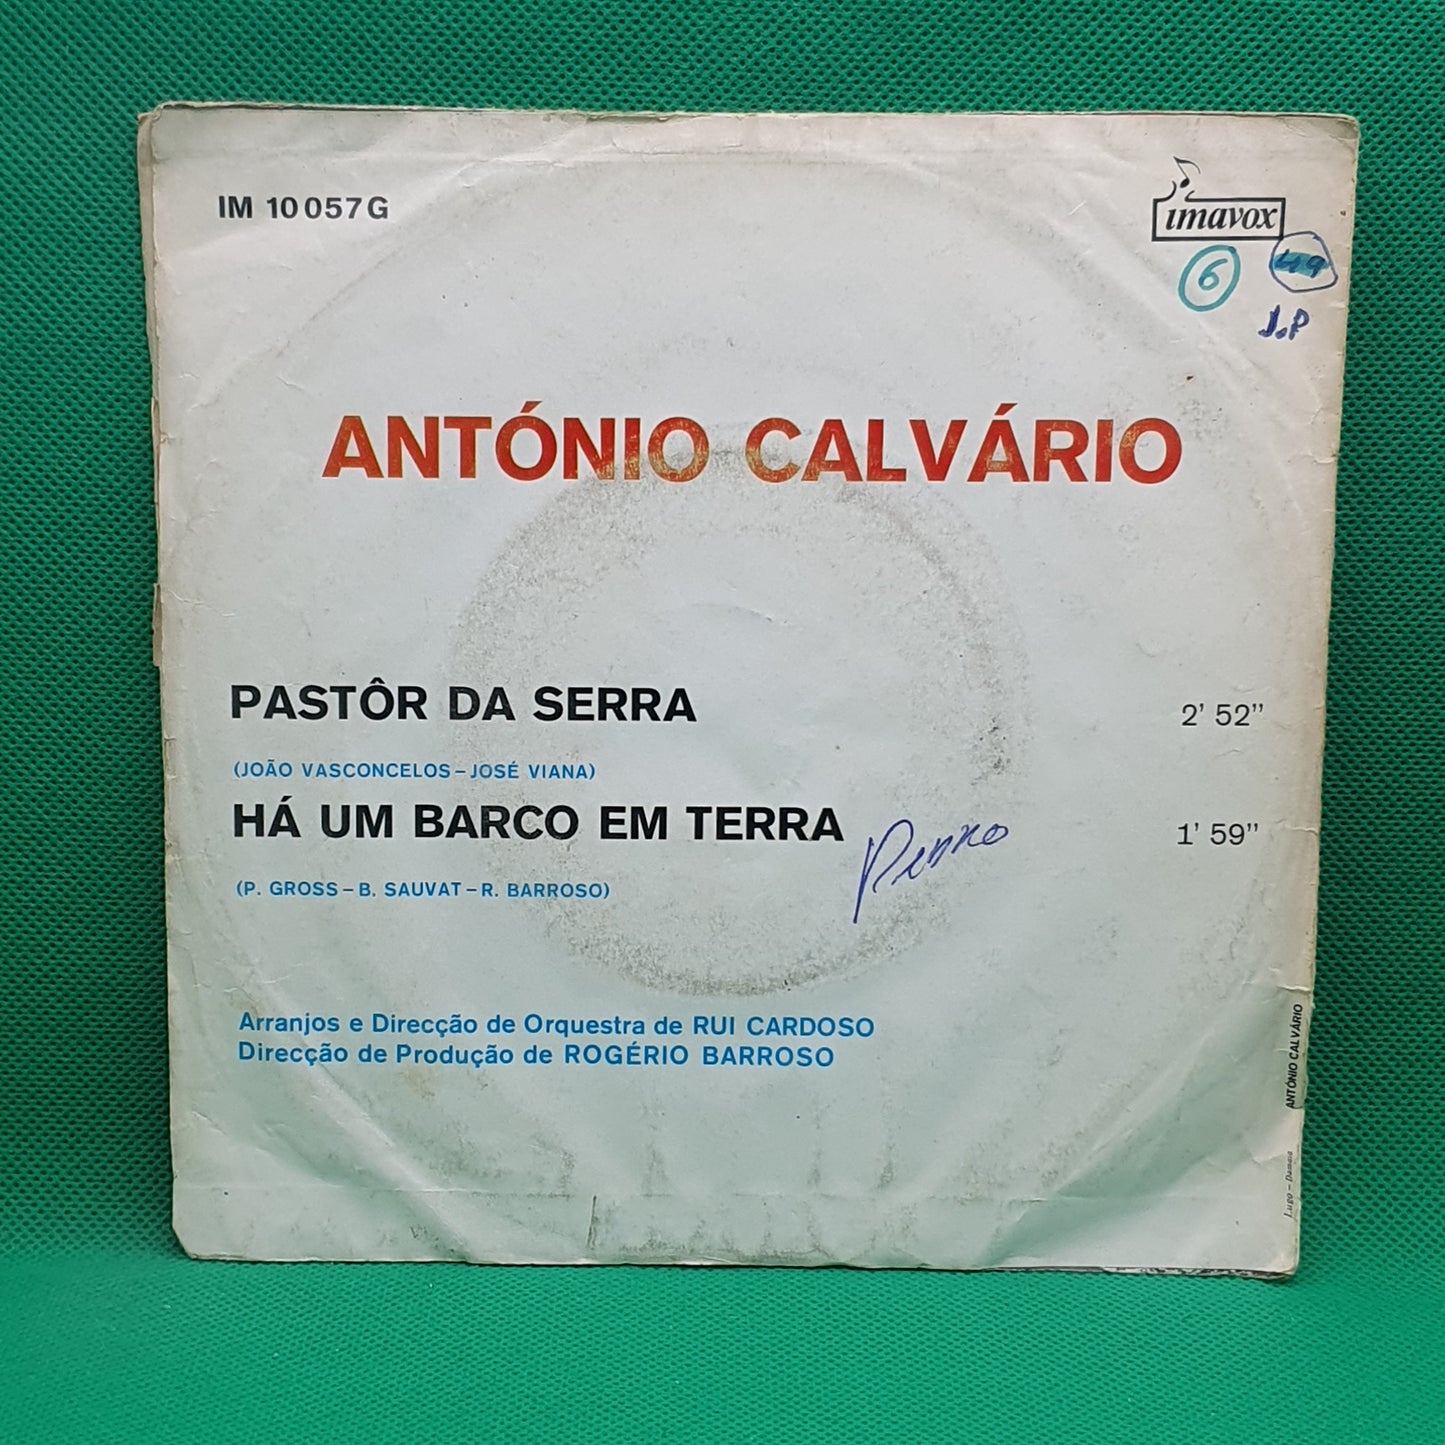 IM 10057G
imavox
6
J.P
ANTÓNIO CALVÁRIO
PASTÔR DA SERRA 2' 52"
(JOÃO VASCONCELOS – JOSÉ VIANA)
HÁ UM BARCO EM TERRA 1' 59"
(P. GROSS – B. SAUVAT – R. BARROSO)
Arranjos e Direcção de Orquestra de RUI CARDOSO
Direcção de Produção de ROGÉRIO BARROSO
ANTÓNIO CALVÁRIO
Lugo – Damaia